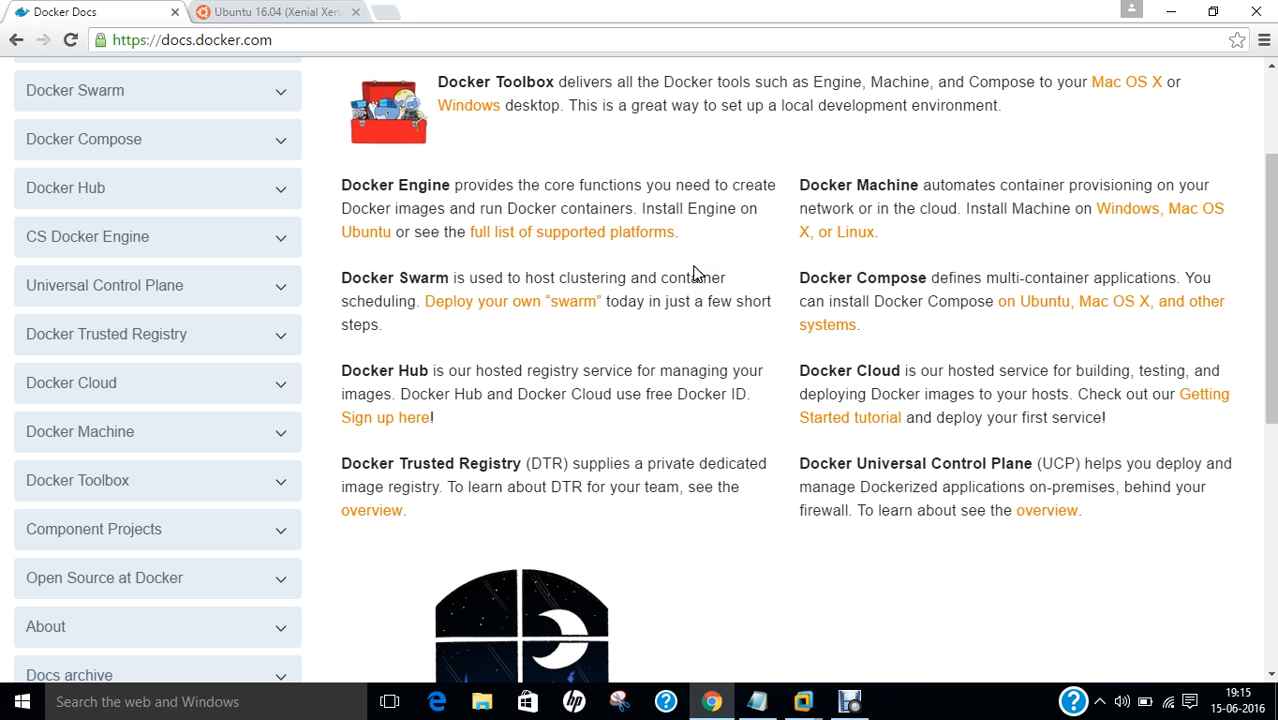 Docker Docs
Ubuntu 16.04 (Xenial Xeru
https://docs.docker.com
Docker Swarm
Docker Compose
Docker Hub
CS Docker Engine
Universal Control Plane
Docker Trusted Registry
Docker Cloud
Docker Machine
Docker Toolbox
Component Projects
Open Source at Docker
About
Docs archive
Docker Toolbox delivers all the Docker tools such as Engine, Machine, and Compose to your Mac OS X or
Windows desktop. This is a great way to set up a local development environment.
Docker Engine provides the core functions you need to create
Docker images and run Docker containers. Install Engine on
Ubuntu or see the full list of supported platforms.
Docker Machine automates container provisioning on your
network or in the cloud. Install Machine on Windows, Mac OS
X, or Linux.
Docker Swarm is used to host clustering and container
scheduling. Deploy your own “swarm” today in just a few short
steps.
Docker Compose defines multi-container applications. You
can install Docker Compose on Ubuntu, Mac OS X, and other
systems.
Docker Hub is our hosted registry service for managing your
images. Docker Hub and Docker Cloud use free Docker ID.
Sign up here!
Docker Cloud is our hosted service for building, testing, and
deploying Docker images to your hosts. Check out our Getting
Started tutorial and deploy your first service!
Docker Trusted Registry (DTR) supplies a private dedicated
image registry. To learn about DTR for your team, see the
overview.
Docker Universal Control Plane (UCP) helps you deploy and
manage Dockerized applications on-premises, behind your
firewall. To learn about see the overview.
Search the web and Windows
hp
?
?
19:15
15-06-2016